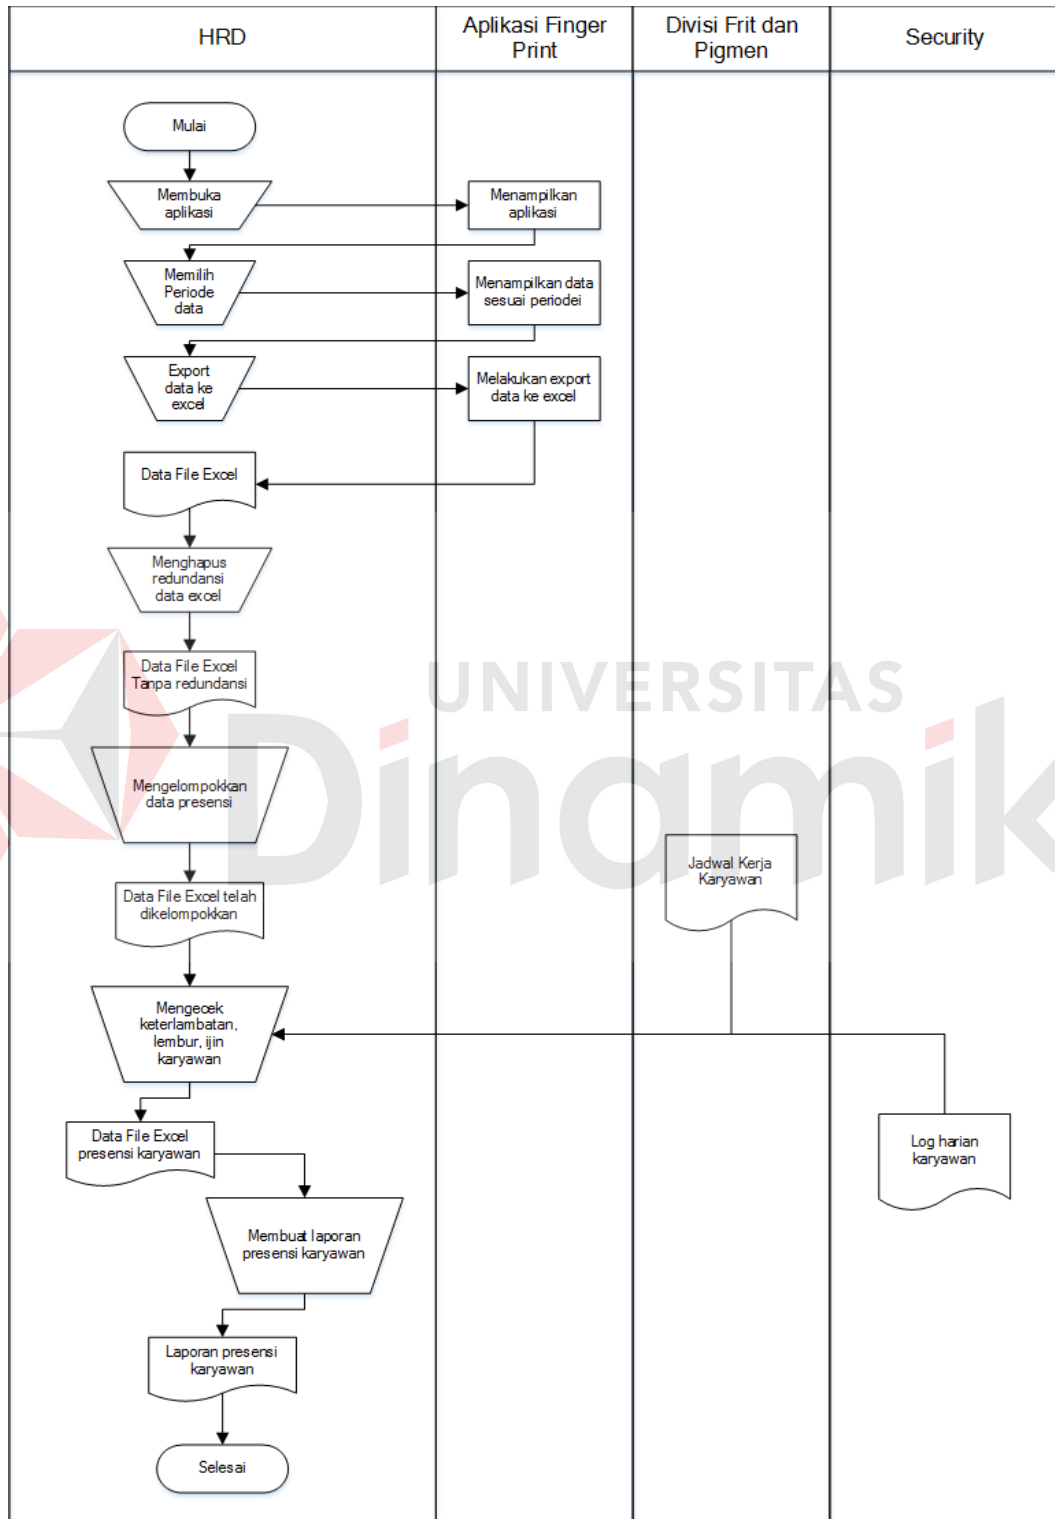 HRD
Aplikasi Finger
Print
Divisi Frit dan
Pigmen
Security
Mulai
Membuka
aplikasi
Menampilkan
aplikasi
Memilih
Periode
data
Menampilkan data
sesuai periodei
Export
data ke
excel
Melakukan export
data ke excel
Data File Excel
Menghapus
redundansi
data excel
Data File Excel
Tanpa redundansi
UNIVERSITAS
Dinamik
Mengelompokkan
data presensi
Jadwal Kerja
Karyawan
Data File Excel telah
dikelompokkan
Mengecek
keterlambatan,
lembur, ijin
karyawan
Data File Excel
presensi karyawan
Log harian
karyawan
Membuat laporan
presensi karyawan
Laporan presensi
karyawan
Selesai